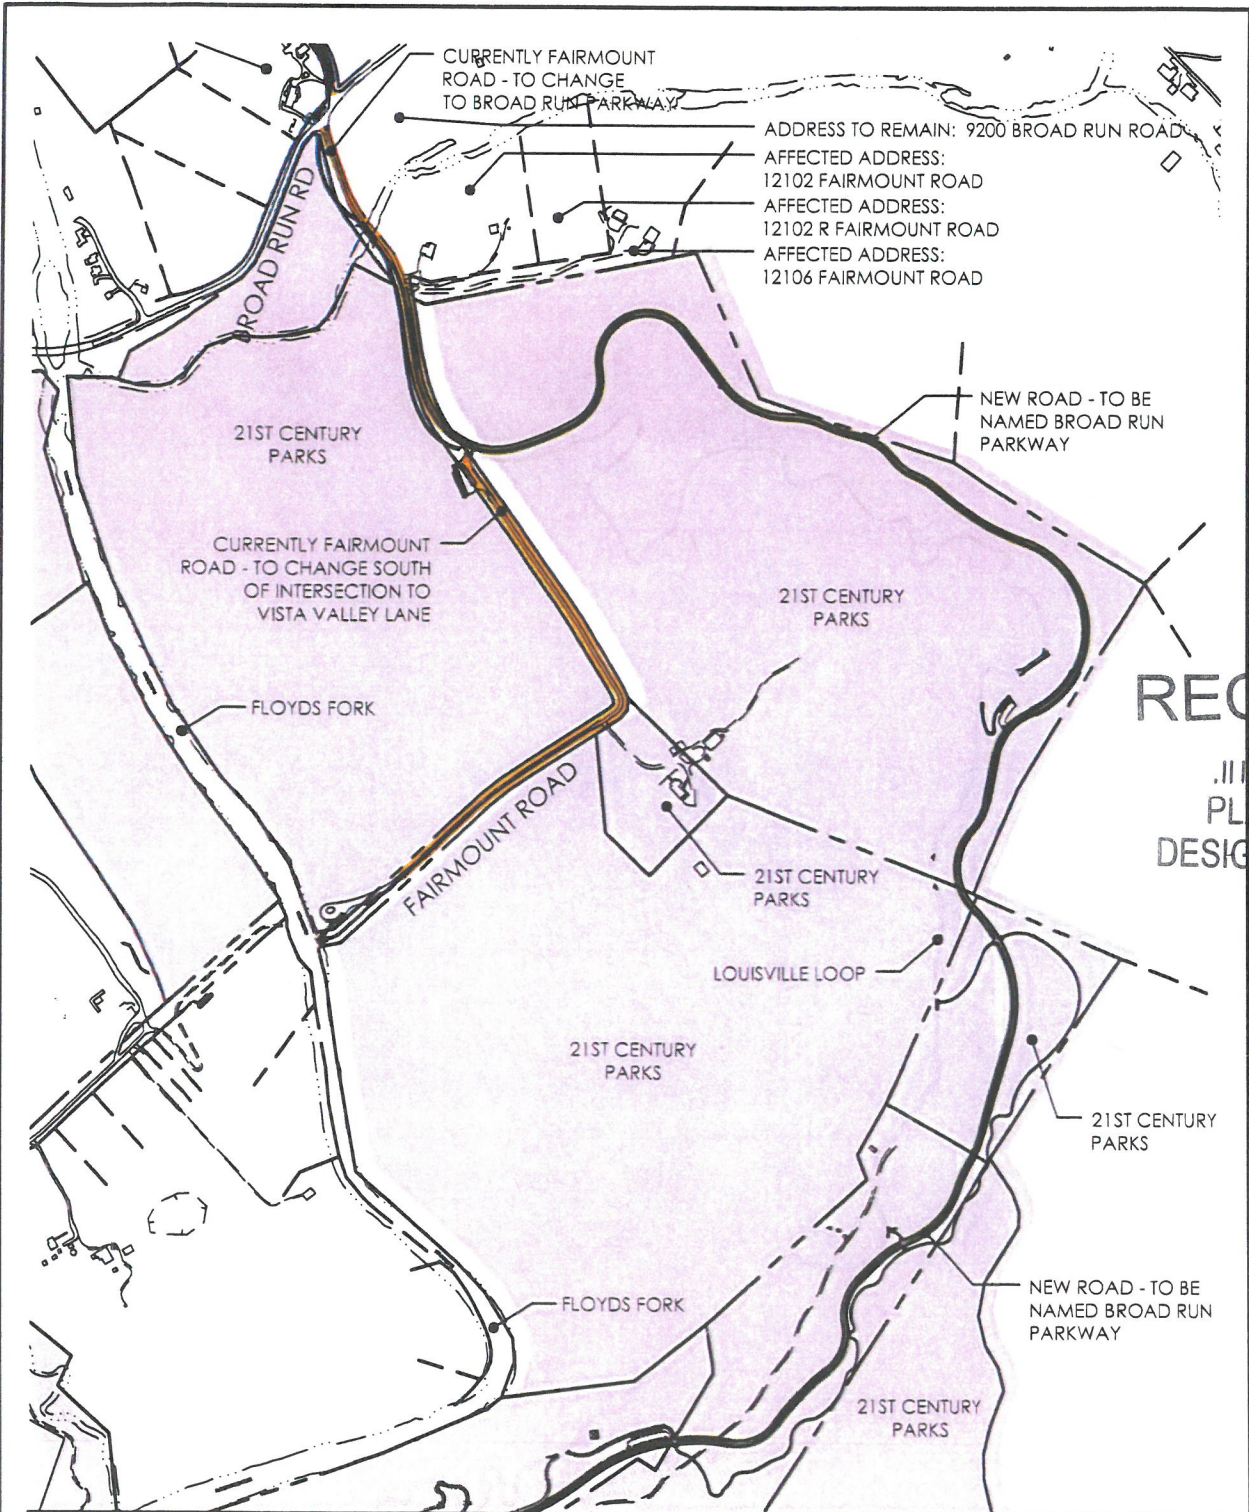 CURRENTLY FAIRMOUNT
ROAD - TO CHANGE
TO BROAD RUN PARKWAY
ADDRESS TO REMAIN: 9200 BROAD RUN ROAD
AFFECTED ADDRESS:
12102 FAIRMOUNT ROAD
AFFECTED ADDRESS:
12102 R FAIRMOUNT ROAD
AFFECTED ADDRESS:
12106 FAIRMOUNT ROAD
BROAD RUN RD
NEW ROAD - TO BE
NAMED BROAD RUN
PARKWAY
21ST CENTURY
PARKS
CURRENTLY FAIRMOUNT
ROAD - TO CHANGE SOUTH
OF INTERSECTION TO
VISTA VALLEY LANE
21ST CENTURY
PARKS
FLOYDS FORK
FAIRMOUNT ROAD
21ST CENTURY
PARKS
LOUISVILLE LOOP
21ST CENTURY
PARKS
21ST CENTURY
PARKS
FLOYDS FORK
NEW ROAD - TO BE
NAMED BROAD RUN
PARKWAY
21ST CENTURY
PARKS